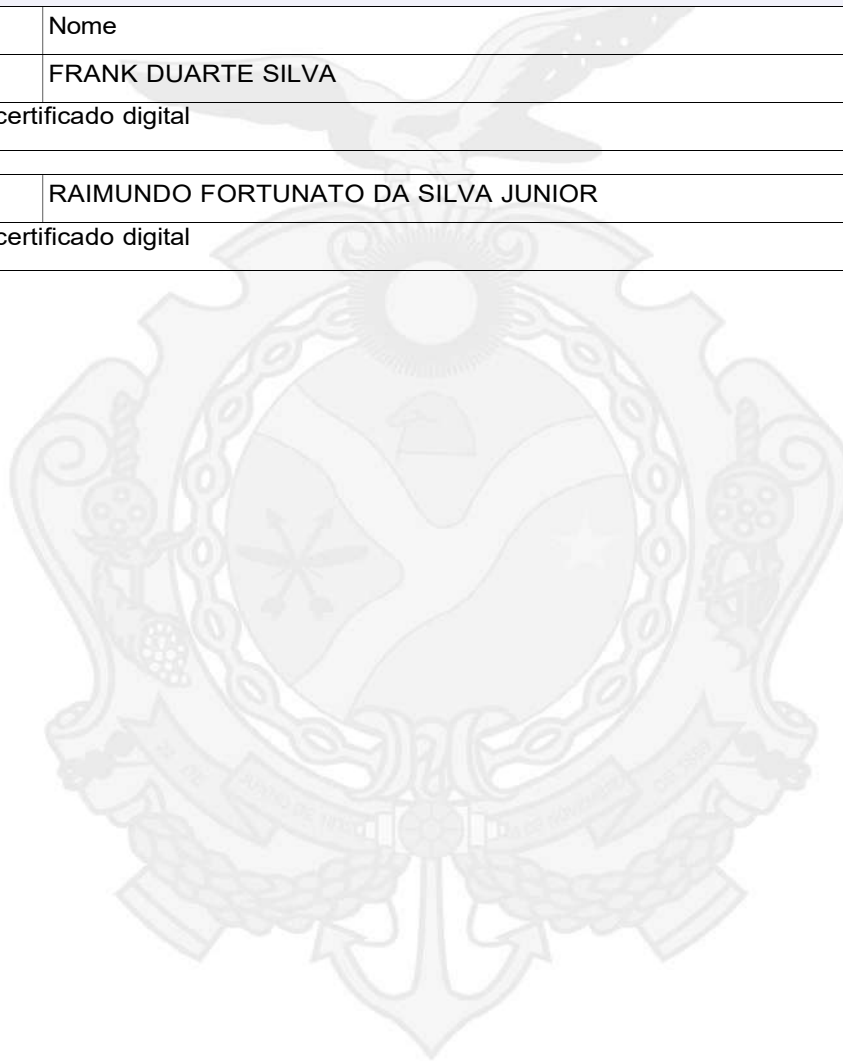 Nome
FRANK DUARTE SILVA
certificado digital
RAIMUNDO FORTUNATO DA SILVA JUNIOR
certificado digital